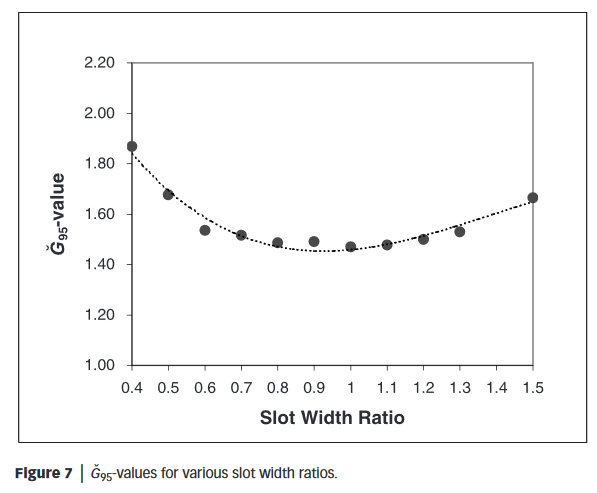 2.20
2.00
1.80
1.60
1.40
1.20
1.00
Ğ95-value
0.4 0.5 0.6 0.7 0.8 0.9 1 1.1 1.2 1.3 1.4 1.5
Slot Width Ratio
Figure 7 | Ğ95-values for various slot width ratios.